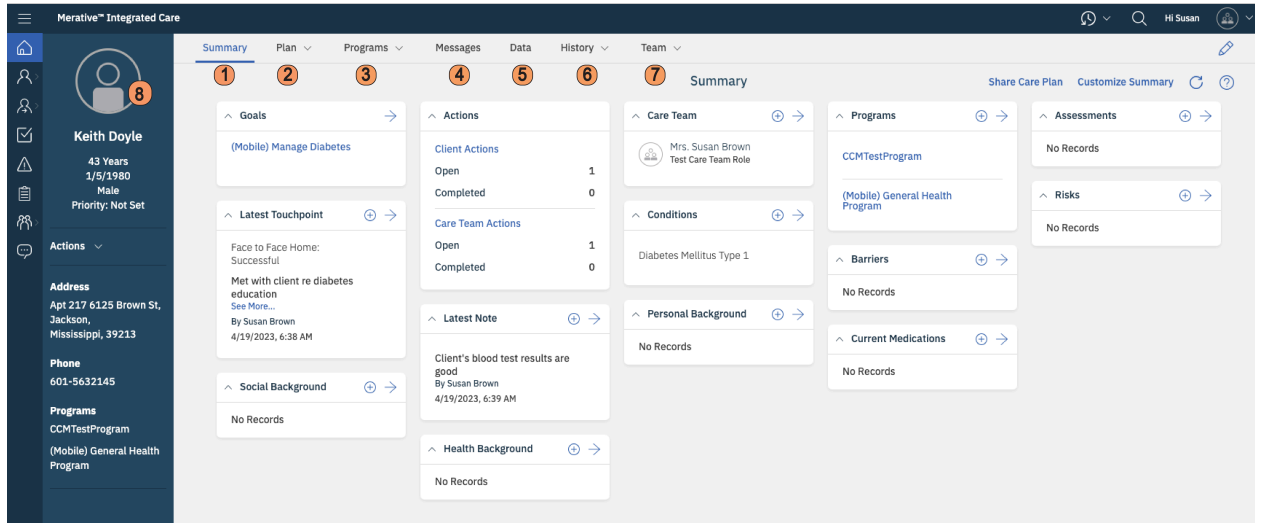 Merative™ Integrated Care
Hi Susan
Summary
Plan
Programs
Messages
Data
History
Team
1
2
3
4
5
6
7
Summary
Share Care Plan
Customize Summary
8
Keith Doyle
43 Years
1/5/1980
Male
Priority: Not Set
Actions
Address
Apt 217 6125 Brown St,
Jackson,
Mississippi, 39213
Phone
601-5632145
Programs
CCMTestProgram
(Mobile) General Health
Program
Goals
(Mobile) Manage Diabetes
Latest Touchpoint
Face to Face Home:
Successful
Met with client re diabetes
education
See More...
By Susan Brown
4/19/2023, 6:38 AM
Social Background
No Records
Actions
Client Actions
Open 1
Completed 0
Care Team Actions
Open 1
Completed 0
Latest Note
Client's blood test results are
good
By Susan Brown
4/19/2023, 6:39 AM
Health Background
No Records
Care Team
Mrs. Susan Brown
Test Care Team Role
Conditions
Diabetes Mellitus Type 1
Personal Background
No Records
Programs
CCMTestProgram
(Mobile) General Health
Program
Barriers
No Records
Current Medications
No Records
Assessments
No Records
Risks
No Records